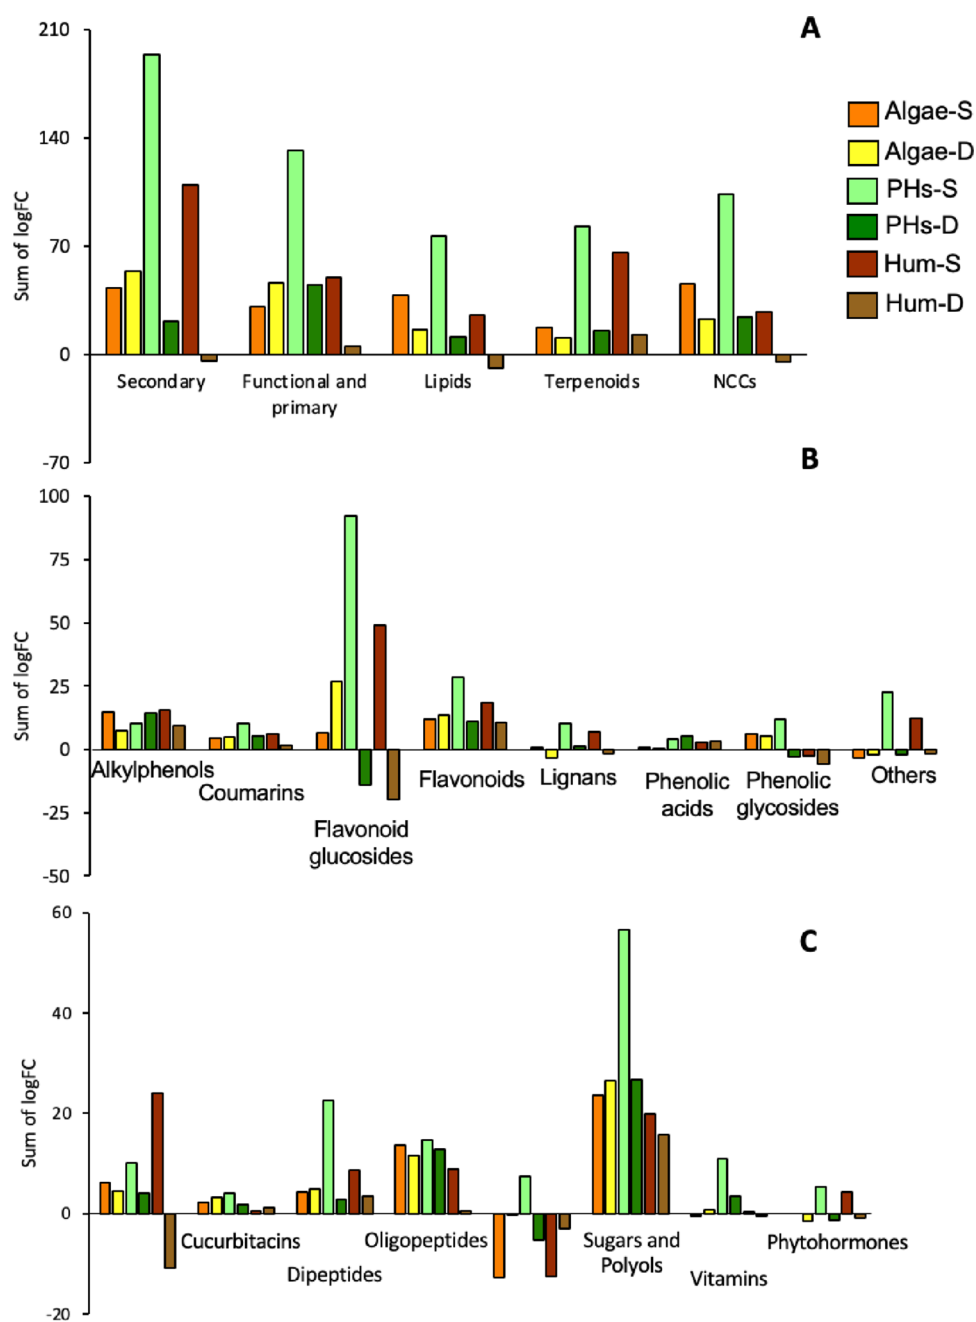 A
210
140
70
0
-70
Sum of logFC
Secondary
Functional and
primary
Lipids
Terpenoids
NCCs
Algae-S
Algae-D
PHs-S
PHs-D
Hum-S
Hum-D
B
100
75
50
25
0
-25
-50
Sum of logFC
Alkylphenols
Coumarins
Flavonoid
glucosides
Flavonoids
Lignans
Phenolic
acids
Phenolic
glycosides
Others
C
60
40
20
0
-20
Sum of logFC
Cucurbitacins
Dipeptides
Oligopeptides
Sugars and
Polyols
Vitamins
Phytohormones